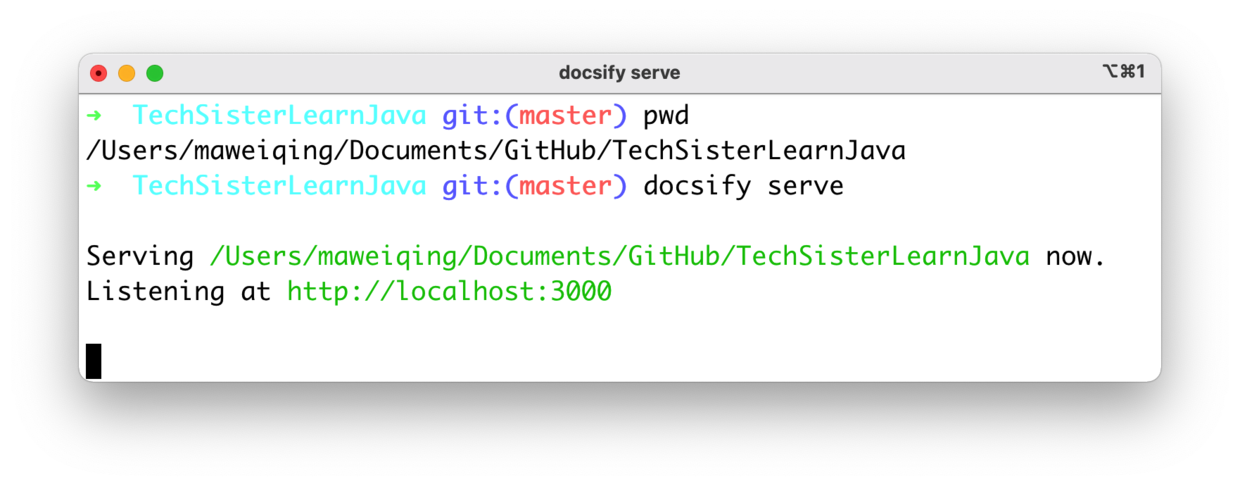 docsify serve
⌥⌘1
➜ TechSisterLearnJava git:(master) pwd
/Users/maweiqing/Documents/GitHub/TechSisterLearnJava
➜ TechSisterLearnJava git:(master) docsify serve
Serving /Users/maweiqing/Documents/GitHub/TechSisterLearnJava now.
Listening at http://localhost:3000